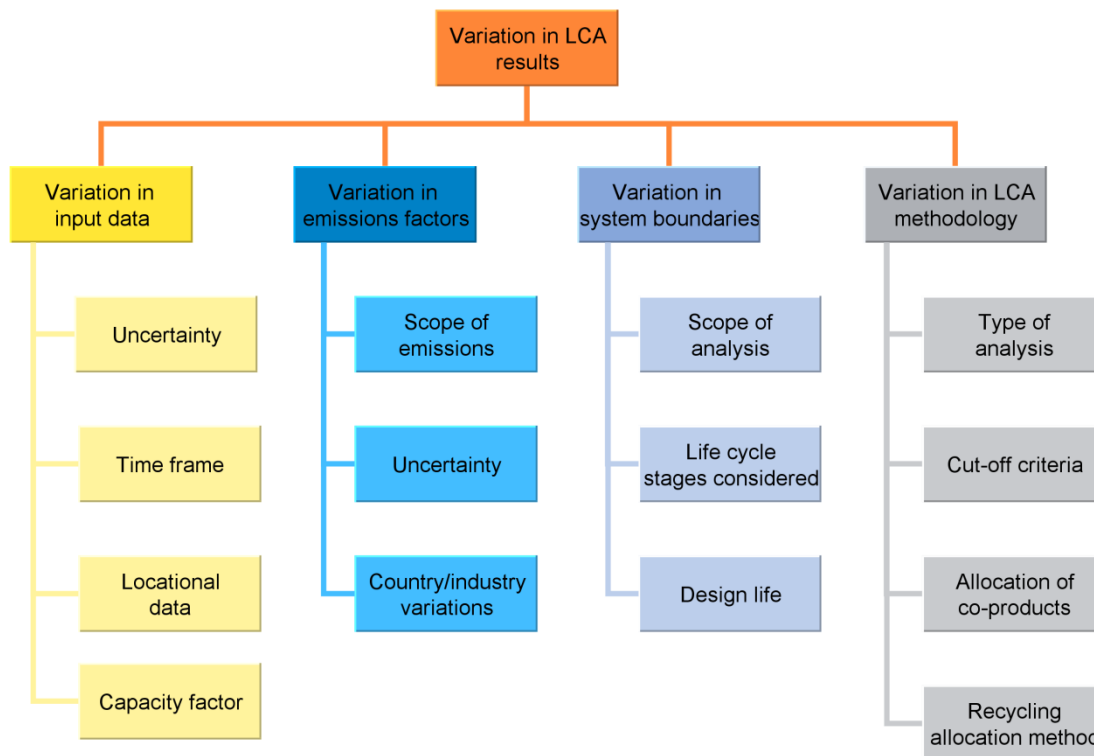 Variation in LCA
results
Variation in
input data
Uncertainty
Time frame
Locational
data
Capacity factor
Variation in
emissions factors
Scope of
emissions
Uncertainty
Country/industry
variations
Variation in
system boundaries
Scope of
analysis
Life cycle
stages considered
Design life
Variation in LCA
methodology
Type of
analysis
Cut-off criteria
Allocation of
co-products
Recycling
allocation method